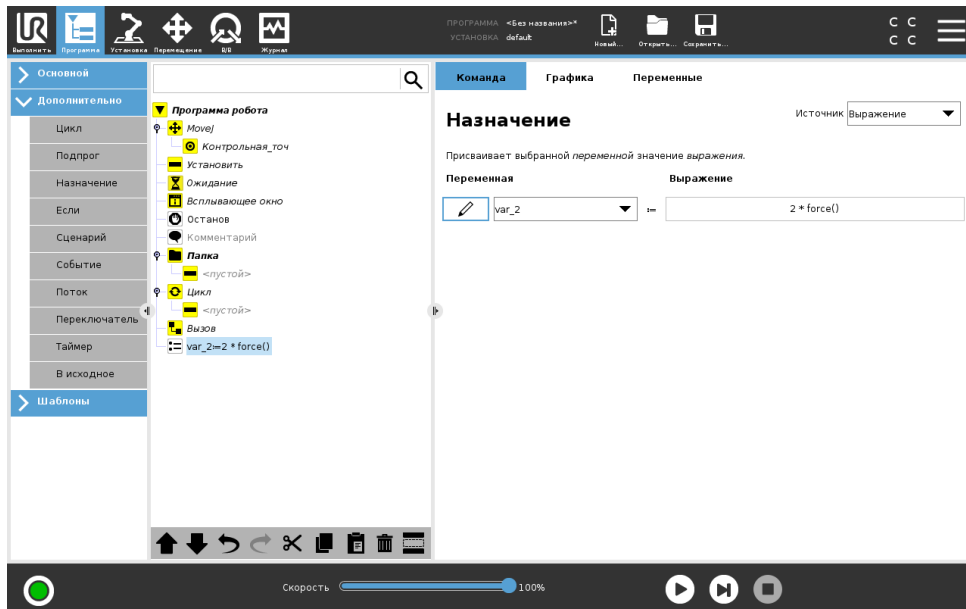 Выполнить
Программа
Установка
Перемещение
В/В
Журнал
ПРОГРАММА <Без названия>*
УСТАНОВКА default
Новый...
Открыть...
Сохранить...
C C
C C
Основной
Дополнительно
Цикл
Подпрог
Назначение
Если
Сценарий
Событие
Поток
Переключатель
Таймер
В исходное
Шаблоны
Программа робота
MoveJ
Контрольная_точ
Установить
Ожидание
Всплывающее окно
Останов
Комментарий
Папка
<пустой>
Цикл
<пустой>
Вызов
var_2:=2 * force()
Команда
Графика
Переменные
Назначение
Источник Выражение
Присваивает выбранной переменной значение выражения.
Переменная Выражение
var_2 := 2 * force()
Скорость 100%